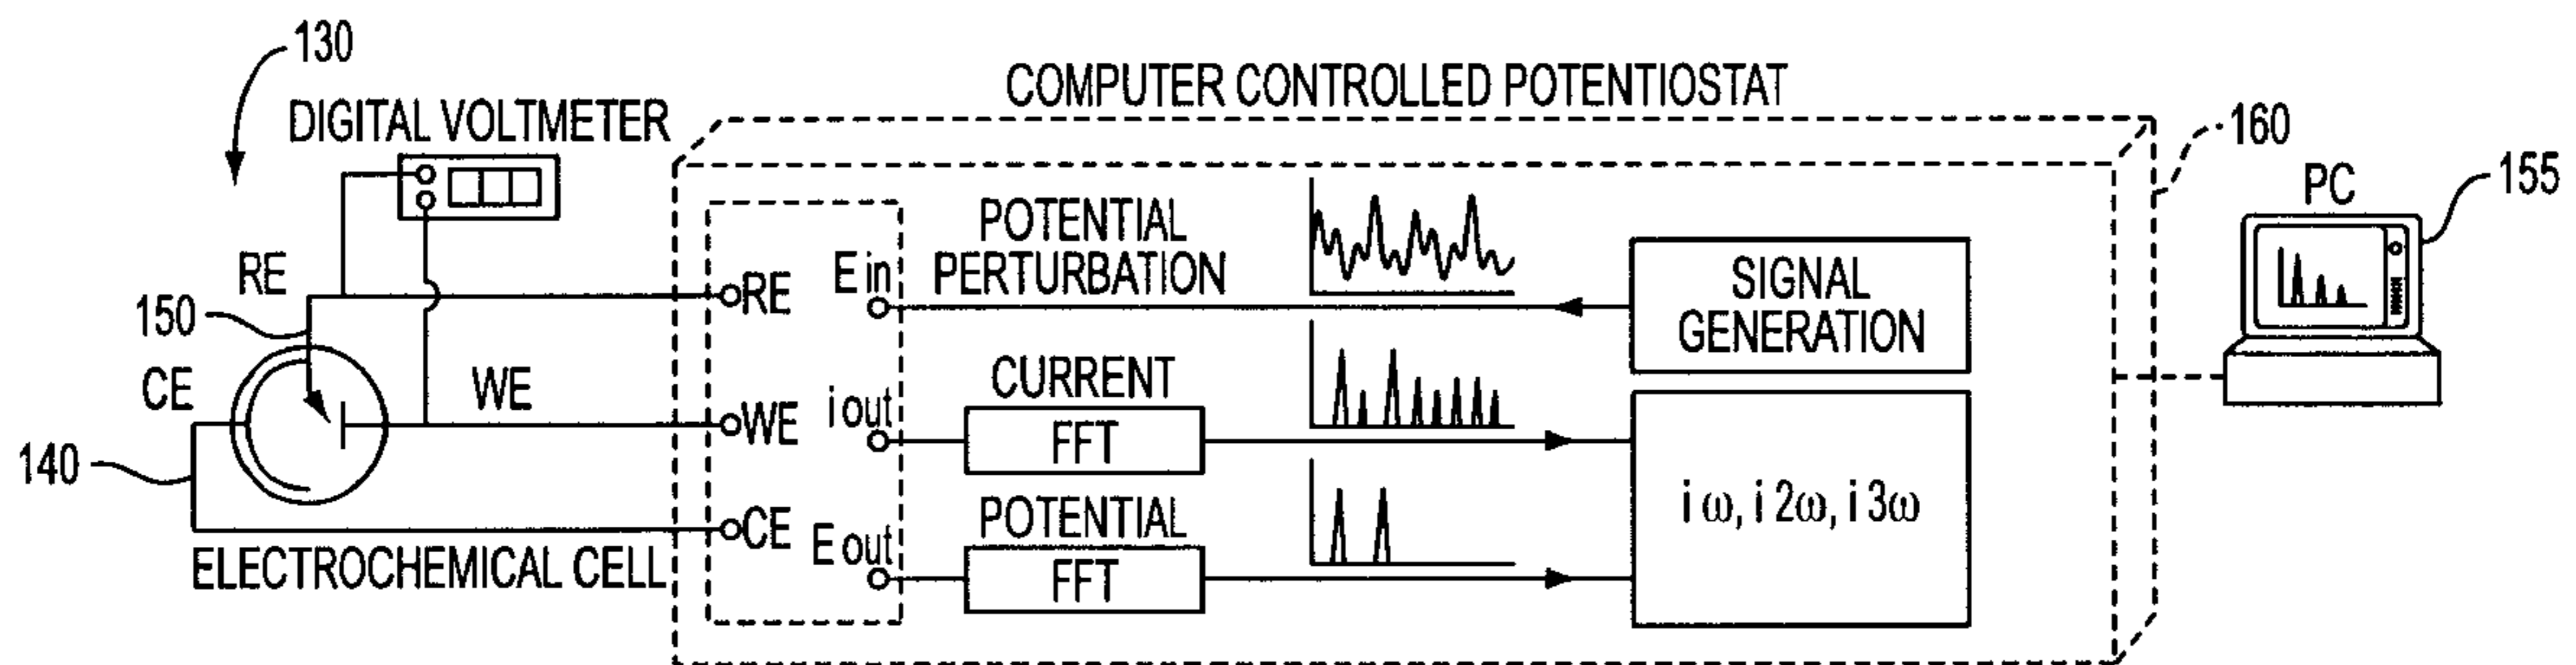 130
DIGITAL VOLTMETER
COMPUTER CONTROLLED POTENTIOSTAT
160
PC
155
RE
150
CE
WE
140
ELECTROCHEMICAL CELL
RE
WE
CE
E in
i out
E out
POTENTIAL
PERTURBATION
CURRENT
FFT
POTENTIAL
FFT
SIGNAL
GENERATION
i ω, i 2ω, i 3ω